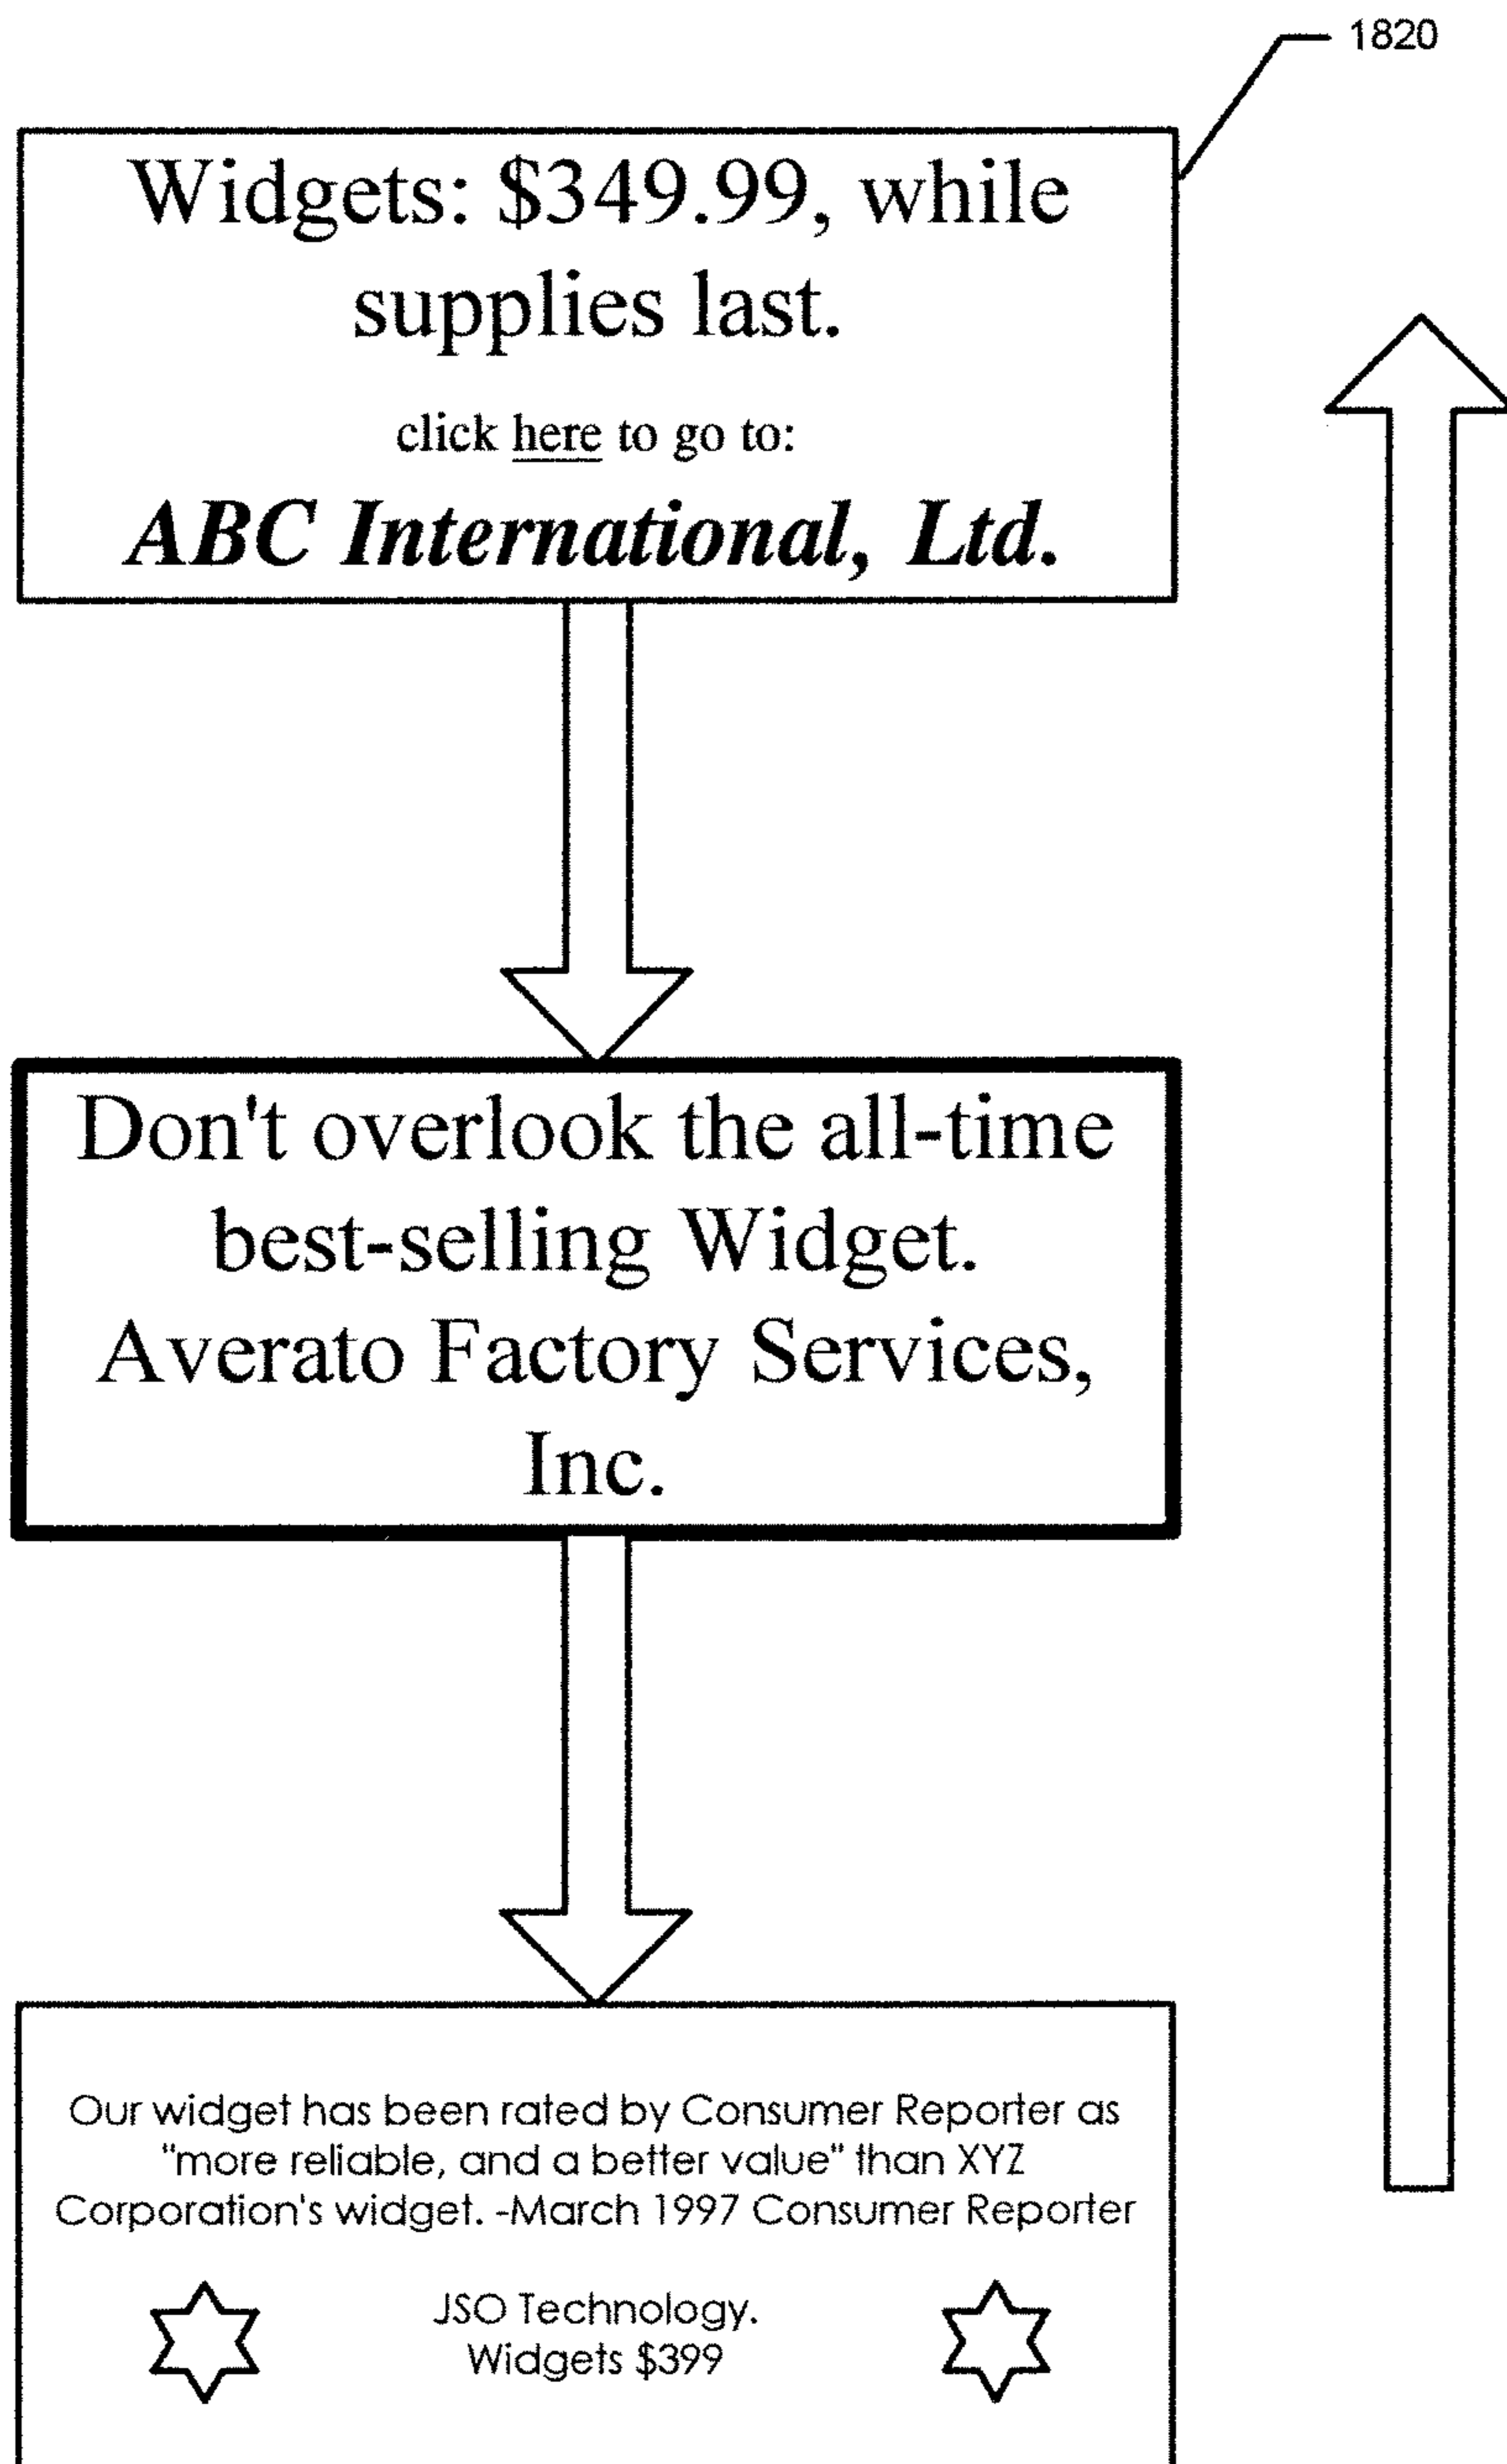 1820
Widgets: $349.99, while
supplies last.
click here to go to:
ABC International, Ltd.
Don't overlook the all-time
best-selling Widget.
Averato Factory Services,
Inc.
Our widget has been rated by Consumer Reporter as
"more reliable, and a better value" than XYZ
Corporation's widget. -March 1997 Consumer Reporter
JSO Technology.
Widgets $399